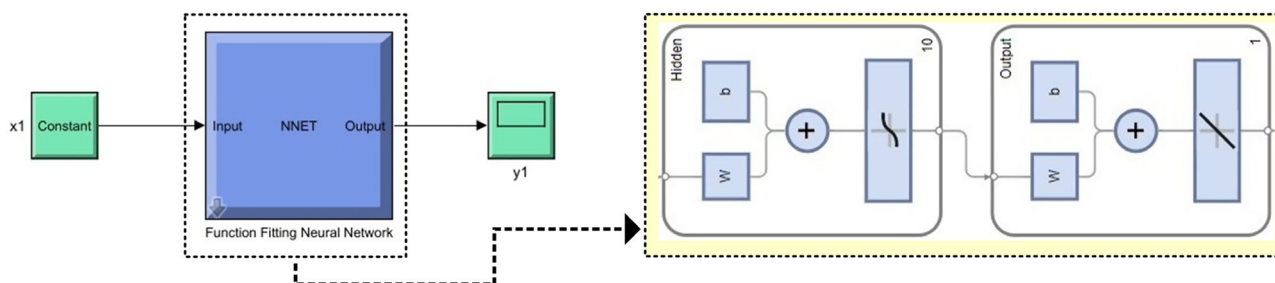 x1
Constant
Input
NNET
Output
Function Fitting Neural Network
y1
Hidden
b
W
+
10
Output
b
W
+
1